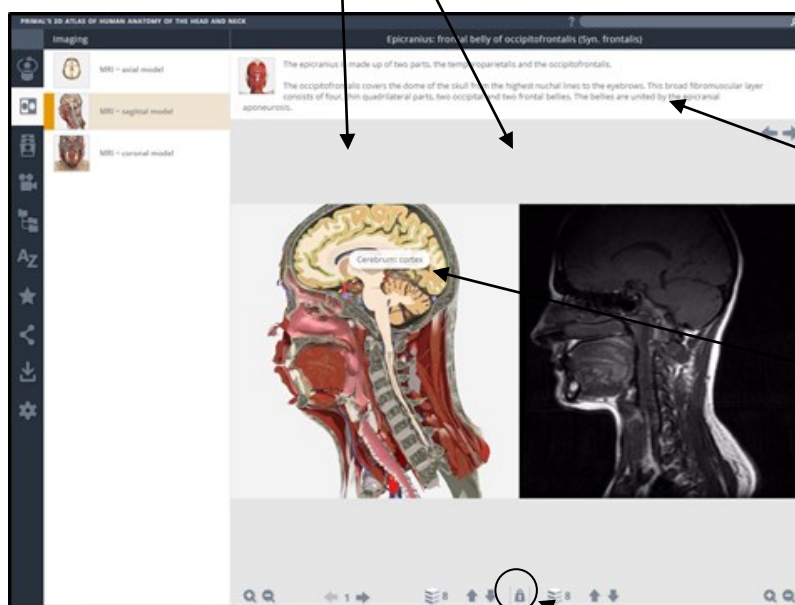 PRIMAL'S 3D ATLAS OF HUMAN ANATOMY OF THE HEAD AND NECK
?
Imaging
Epicranius: frontal belly of occipitofrontalis (Syn. frontalis)
MRI - axial model
MRI - sagittal model
MRI - coronal model
The epicranius is made up of two parts, the temporoparietalis and the occipitofrontalis.
The occipitofrontalis covers the dome of the skull from the highest nuchal lines to the eyebrows. This broad fibromuscular layer
consists of four, thin quadrilateral parts, two occipital and two frontal bellies. The bellies are united by the epicranial
aponeurosis.
AZ
Cerebrum: cortex
1
8
8